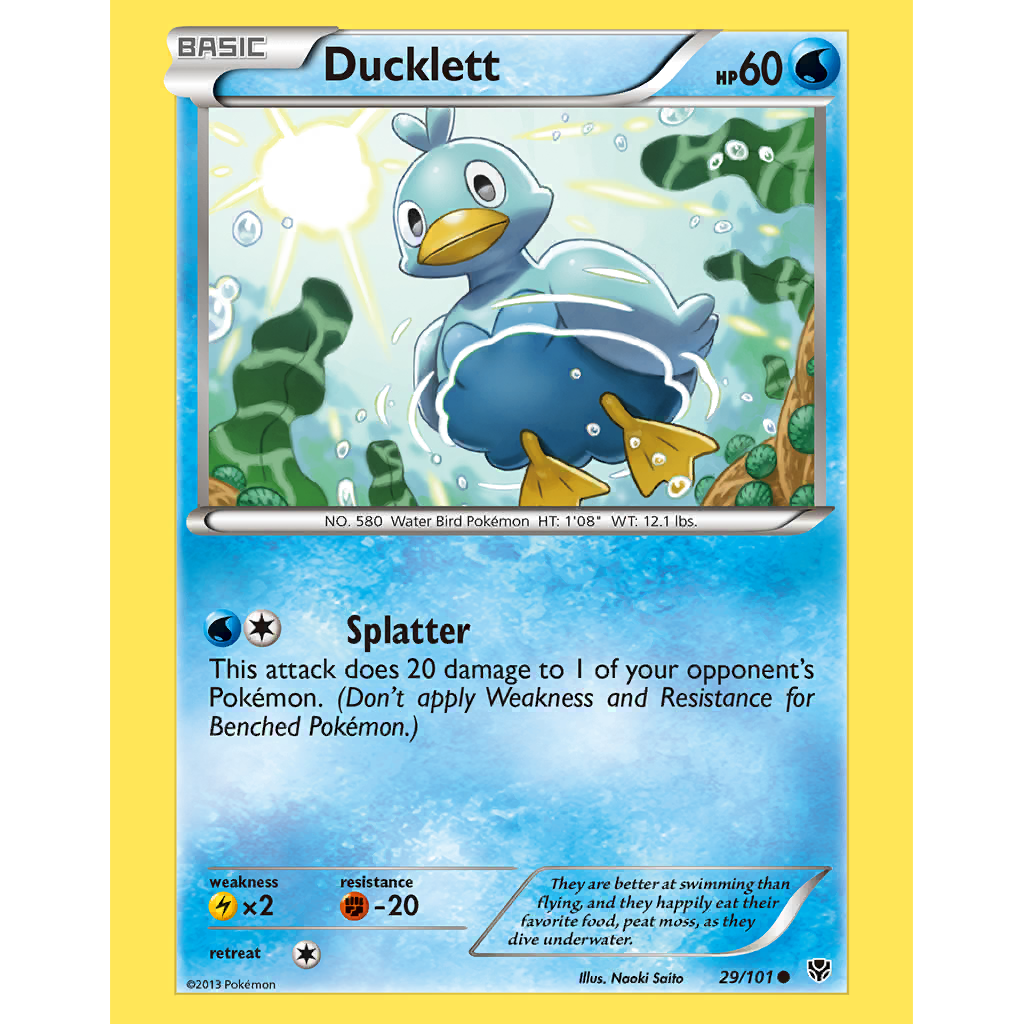 BASIC
Ducklett
HP60
NO. 580 Water Bird Pokémon HT: 1'08" WT: 12.1 lbs.
Splatter
This attack does 20 damage to 1 of your opponent's
Pokémon. (Don't apply Weakness and Resistance for
Benched Pokémon.)
weakness
×2
resistance
-20
retreat
They are better at swimming than
flying, and they happily eat their
favorite food, peat moss, as they
dive underwater.
©2013 Pokémon
Illus. Naoki Saito
29/101